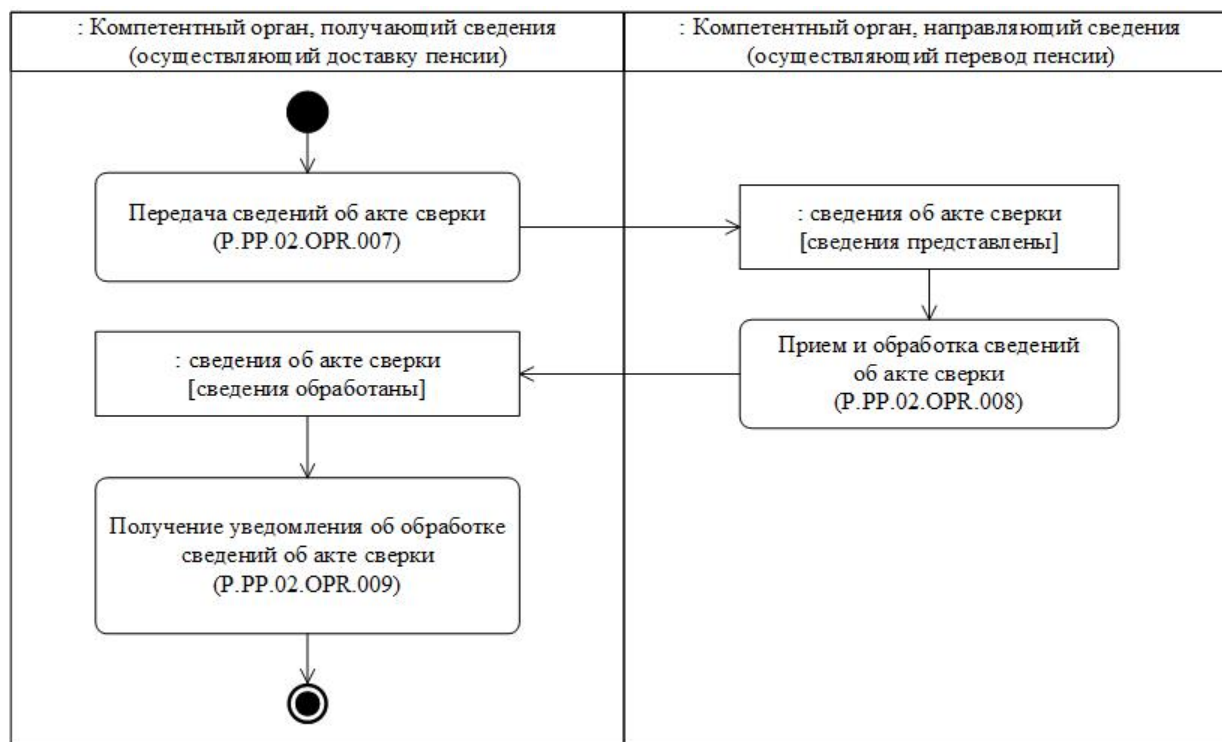 : Компетентный орган, получающий сведения
(осуществляющий доставку пенсии)
: Компетентный орган, направляющий сведения
(осуществляющий перевод пенсии)
Передача сведений об акте сверки
(P.PP.02.OPR.007)
: сведения об акте сверки
[сведения представлены]
Прием и обработка сведений
об акте сверки
(P.PP.02.OPR.008)
: сведения об акте сверки
[сведения обработаны]
Получение уведомления об обработке
сведений об акте сверки
(P.PP.02.OPR.009)